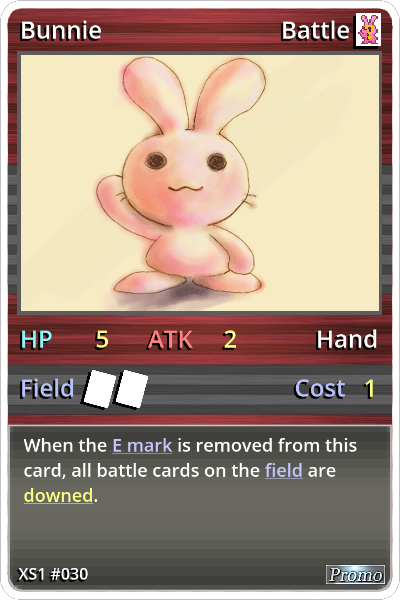 Bunnie Battle
HP 5 ATK 2 Hand
Field Cost 1
When the E mark is removed from this
card, all battle cards on the field are
downed.
XS1 #030 Promo